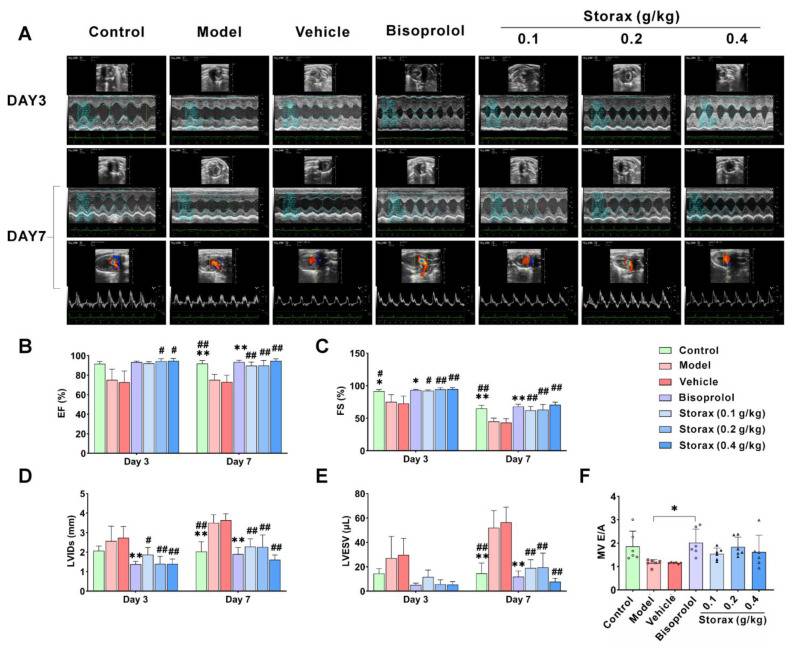 A
Control
Model
Vehicle
Bisoprolol
Storax (g/kg)
0.1
0.2
0.4
DAY3
DAY7
B
EF (%)
100
80
60
40
20
0
##
**
**
##
##
##
#
#
Day 3
Day 7
C
FS (%)
150
100
50
0
#
*
*
#
##
##
##
**
**
##
##
##
Day 3
Day 7
Control
Model
Vehicle
Bisoprolol
Storax (0.1 g/kg)
Storax (0.2 g/kg)
Storax (0.4 g/kg)
D
LVIDs (mm)
5
4
3
2
1
0
**
#
##
##
##
**
**
##
##
##
Day 3
Day 7
E
LVESV (μL)
80
60
40
20
0
##
**
**
##
##
##
Day 3
Day 7
F
MV E/A
4
3
2
1
0
*
Control
Model
Vehicle
Bisoprolol
0.1
0.2
0.4
Storax (g/kg)